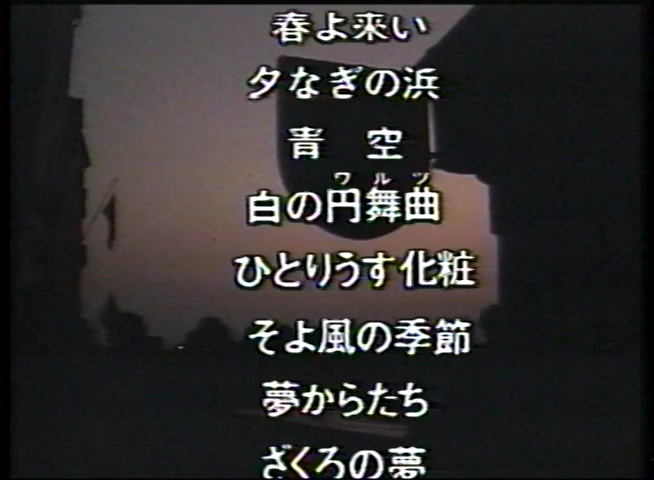 春よ来い
夕なぎの浜
青　空
ワルツ
白の円舞曲
ひとりうす化粧
そよ風の季節
夢からたち
ざくろの夢